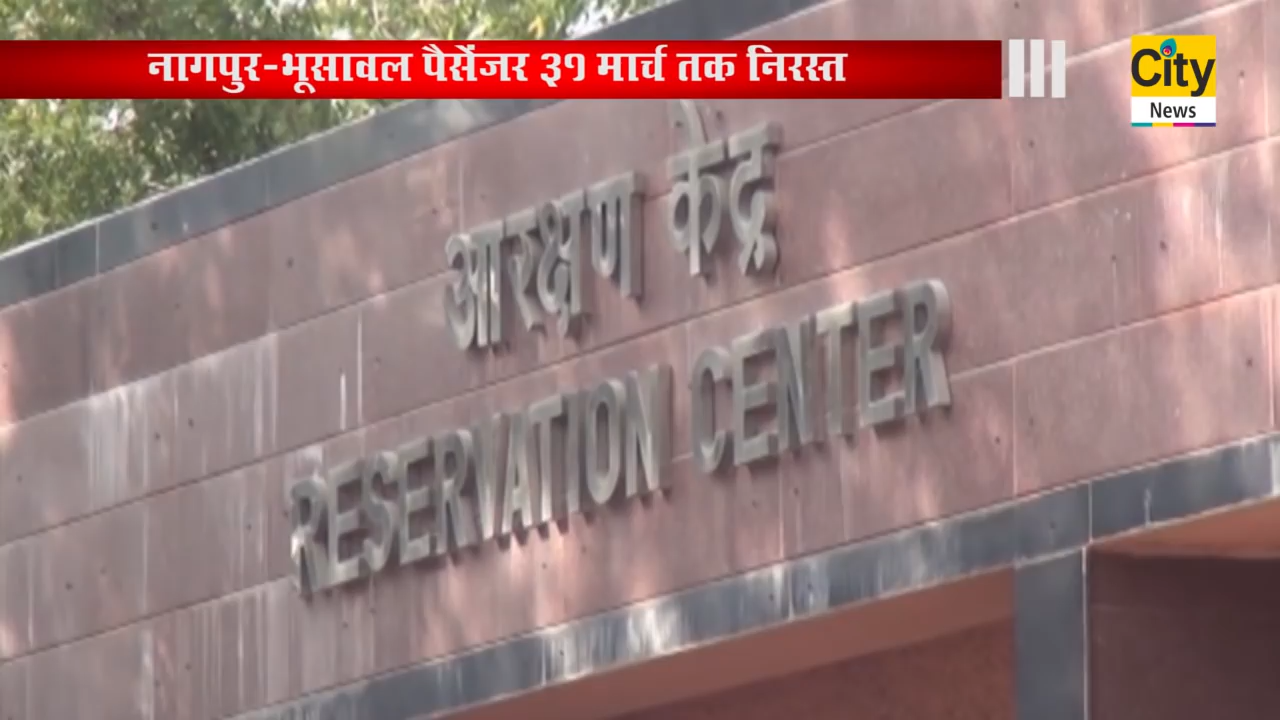 नागपुर-भूसावल पैसेंजर ३१ मार्च तक निरस्त
City
News
आरक्षण केंद्र
RESERVATION CENTER